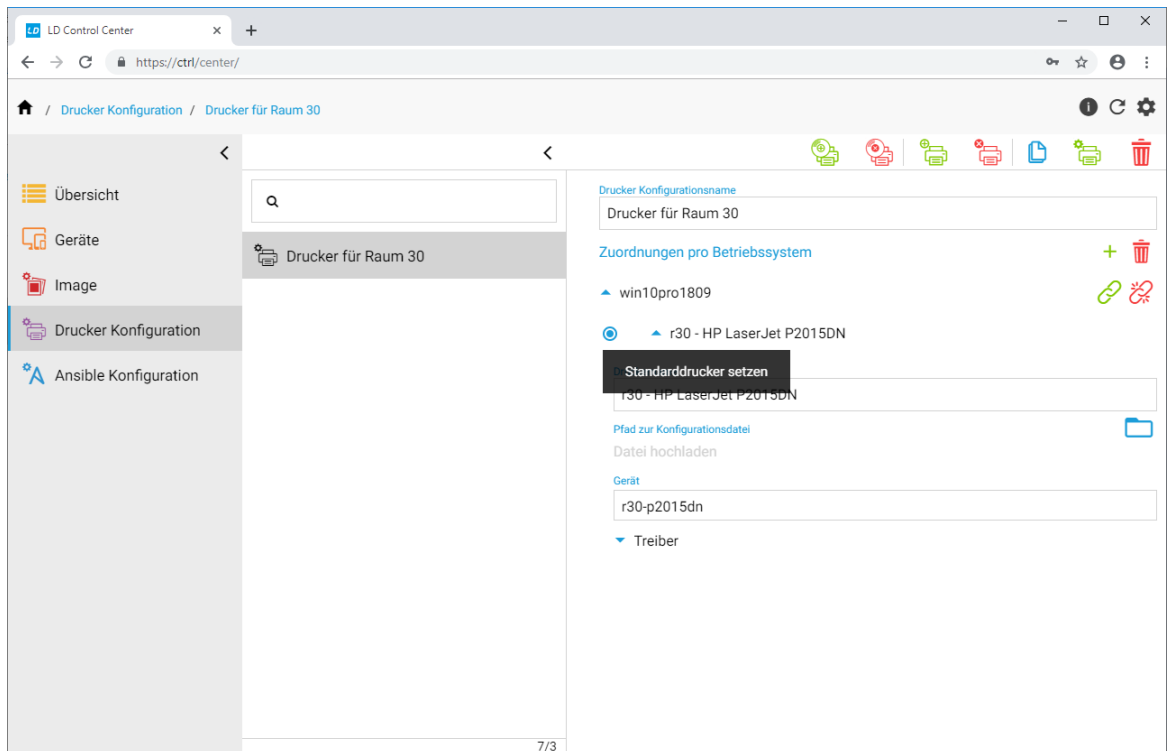 LD LD Control Center
https://ctrl/center/
/ Drucker Konfiguration / Drucker für Raum 30
Übersicht
Geräte
Image
Drucker Konfiguration
Ansible Konfiguration
Drucker für Raum 30
7/3
Drucker Konfigurationsname
Drucker für Raum 30
Zuordnungen pro Betriebssystem
win10pro1809
r30 - HP LaserJet P2015DN
Standarddrucker setzen
r30 - HP LaserJet P2015DN
Pfad zur Konfigurationsdatei
Datei hochladen
Gerät
r30-p2015dn
Treiber